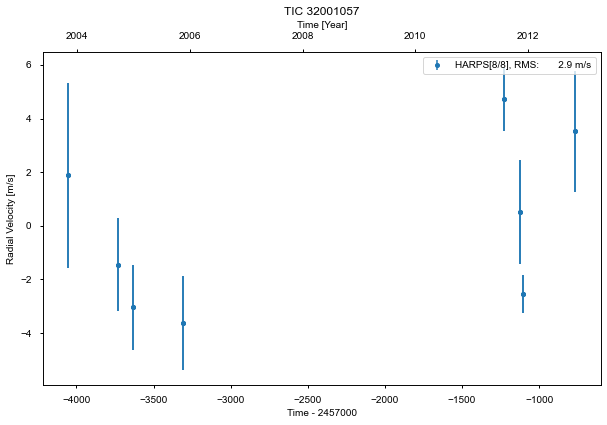 TIC 32001057
Time [Year]
2004 2006 2008 2010 2012
HARPS[8/8], RMS: 2.9 m/s
6
4
2
0
−2
−4
Radial Velocity [m/s]
−4000 −3500 −3000 −2500 −2000 −1500 −1000
Time - 2457000